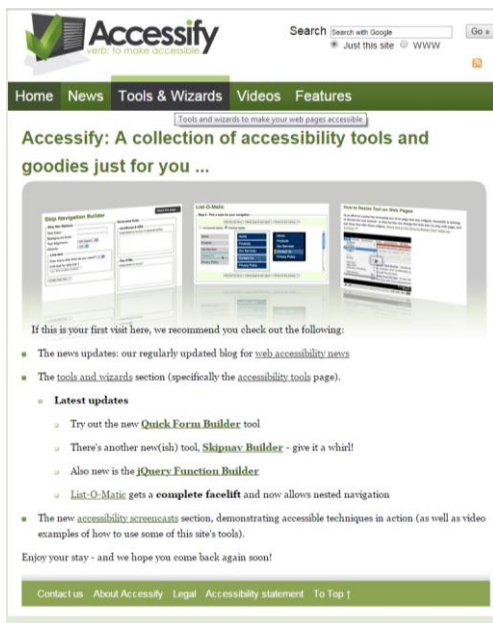 Accessify
verb: to make accessible
Search Search with Google Go »
Just this site WWW
Home News Tools & Wizards Videos Features
Tools and wizards to make your web pages accessible
Accessify: A collection of accessibility tools and
goodies just for you ...
Skip Navigation Builder
List-O-Matic
How to Resize Text on Web Pages
If this is your first visit here, we recommend you check out the following:
The news updates: our regularly updated blog for web accessibility news
The tools and wizards section (specifically the accessibility tools page).
Latest updates
Try out the new Quick Form Builder tool
There's another new(ish) tool, Skipnav Builder - give it a whirl!
Also new is the jQuery Function Builder
List-O-Matic gets a complete facelift and now allows nested navigation
The new accessibility screencasts section, demonstrating accessible techniques in action (as well as video
examples of how to use some of this site's tools).
Enjoy your stay - and we hope you come back again soon!
Contact us About Accessify Legal Accessibility statement To Top ↑